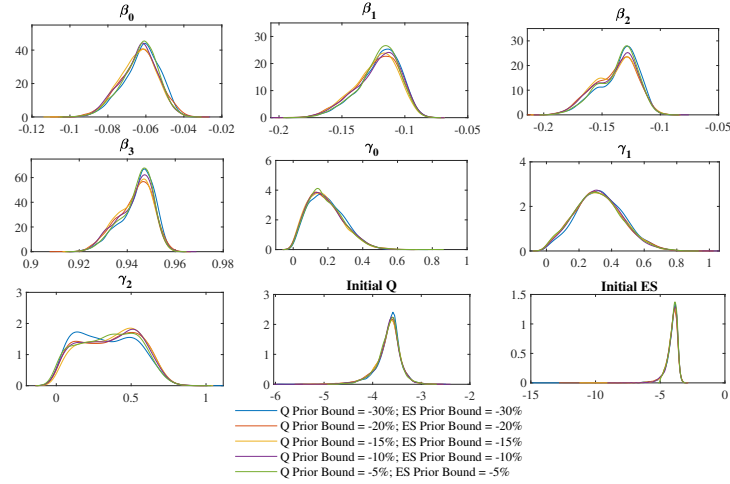 β0
β1
β2
40
20
0
-0.12 -0.1 -0.08 -0.06 -0.04 -0.02
30
20
10
0
-0.2 -0.15 -0.1 -0.05
30
20
10
0
-0.2 -0.15 -0.1 -0.05
β3
γ0
γ1
60
40
20
0
0.9 0.92 0.94 0.96 0.98
6
4
2
0
0 0.2 0.4 0.6 0.8 1
4
2
0
0 0.2 0.4 0.6 0.8 1
γ2
Initial Q
Initial ES
3
2
1
0
0 0.5 1
3
2
1
0
-6 -5 -4 -3 -2
1.5
1
0.5
0
-15 -10 -5 0
Q Prior Bound = -30%; ES Prior Bound = -30%
Q Prior Bound = -20%; ES Prior Bound = -20%
Q Prior Bound = -15%; ES Prior Bound = -15%
Q Prior Bound = -10%; ES Prior Bound = -10%
Q Prior Bound = -5%; ES Prior Bound = -5%